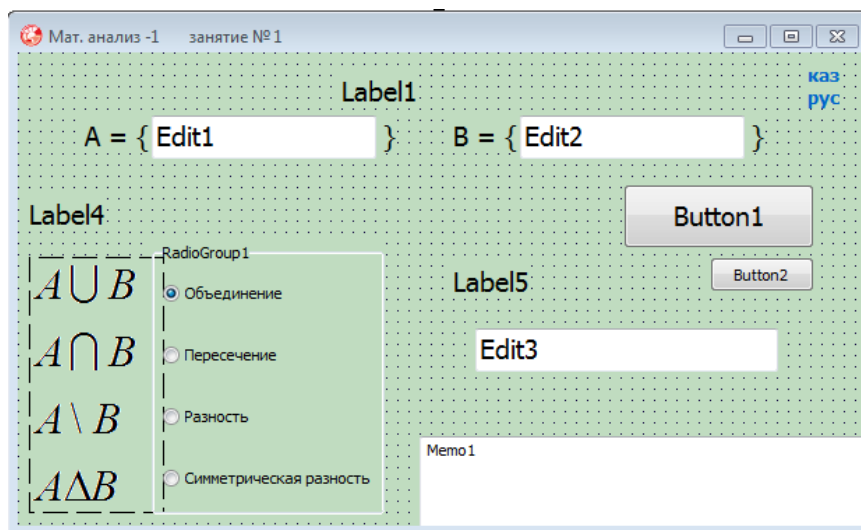 Мат. анализ -1 занятие № 1
каз
рус
Label1
A = { Edit1 }
B = { Edit2 }
Label4
Button1
RadioGroup1
A ⋃ B
Объединение
A ⋂ B
Пересечение
A \ B
Разность
AΔB
Симметрическая разность
Label5
Button2
Edit3
Memo1